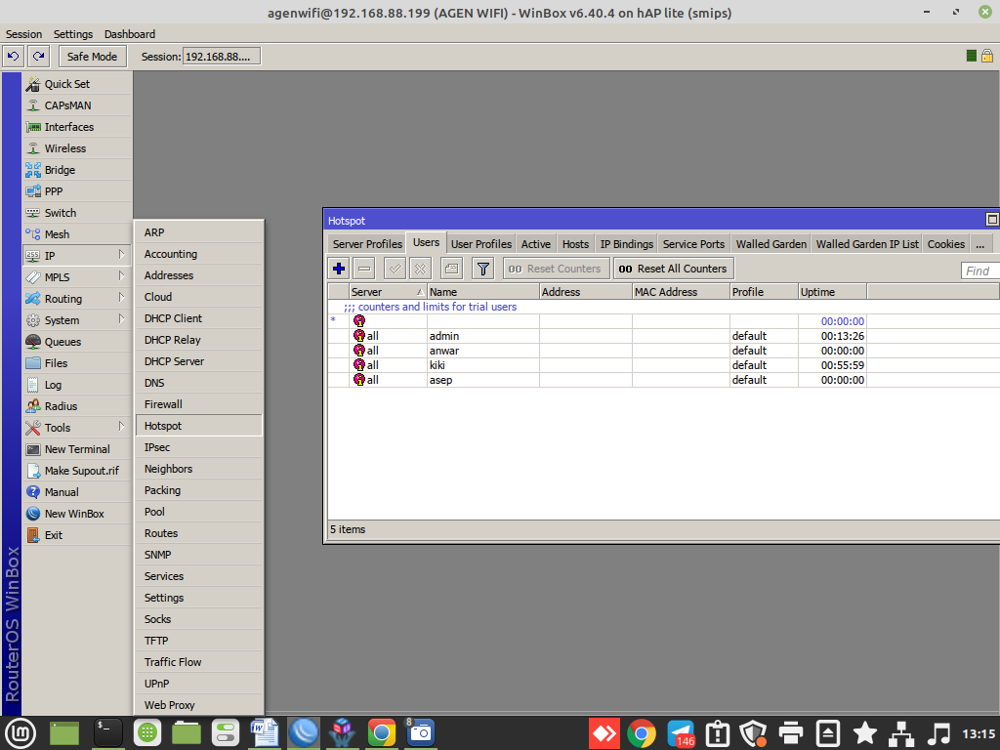 agenwifi@192.168.88.199 (AGEN WIFI) - WinBox v6.40.4 on hAP lite (smips)
Session Settings Dashboard
Safe Mode Session: 192.168.88....
Quick Set
CAPsMAN
Interfaces
Wireless
Bridge
PPP
Switch
Mesh
IP
MPLS
Routing
System
Queues
Files
Log
Radius
Tools
New Terminal
Make Supout.rif
Manual
New WinBox
Exit
RouterOS WinBox
ARP
Accounting
Addresses
Cloud
DHCP Client
DHCP Relay
DHCP Server
DNS
Firewall
Hotspot
IPsec
Neighbors
Packing
Pool
Routes
SNMP
Services
Settings
Socks
TFTP
Traffic Flow
UPnP
Web Proxy
Hotspot
Server Profiles Users User Profiles Active Hosts IP Bindings Service Ports Walled Garden Walled Garden IP List Cookies ...
00 Reset Counters 00 Reset All Counters Find
Server Name Address MAC Address Profile Uptime
;;; counters and limits for trial users
* 00:00:00
all admin default 00:13:26
all anwar default 00:00:00
all kiki default 00:55:59
all asep default 00:00:00
5 items
8
146
13:15